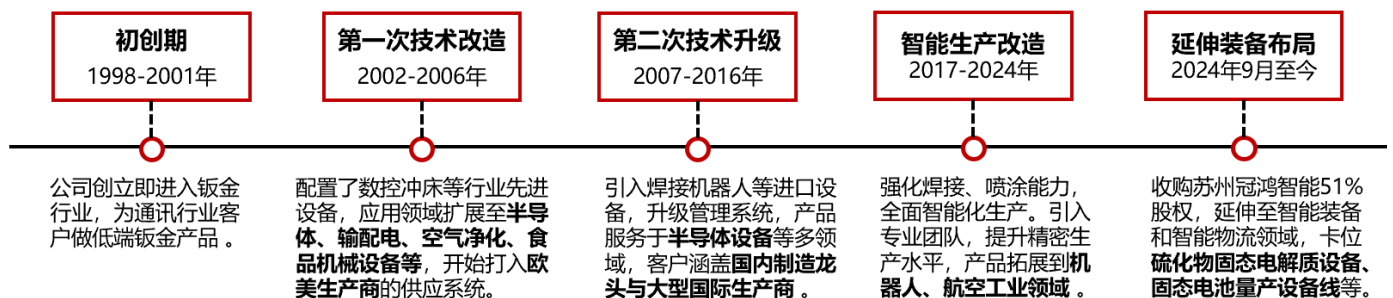 初创期
1998-2001年
公司创立即进入钣金
行业，为通讯行业客
户做低端钣金产品 。
第一次技术改造
2002-2006年
配置了数控冲床等行业先进
设备，应用领域扩展至半导
体、输配电、空气净化、食
品机械设备等，开始打入欧
美生产商的供应系统。
第二次技术升级
2007-2016年
引入焊接机器人等进口设
备，升级管理系统，产品
服务于半导体设备等多领
域，客户涵盖国内制造龙
头与大型国际生产商 。
智能生产改造
2017-2024年
强化焊接、喷涂能力，
全面智能化生产。引入
专业团队，提升精密生
产水平，产品拓展到机
器人、航空工业领域 。
延伸装备布局
2024年9月至今
收购苏州冠鸿智能51%
股权，延伸至智能装备
和智能物流领域，卡位
硫化物固态电解质设备、
固态电池量产设备线等。